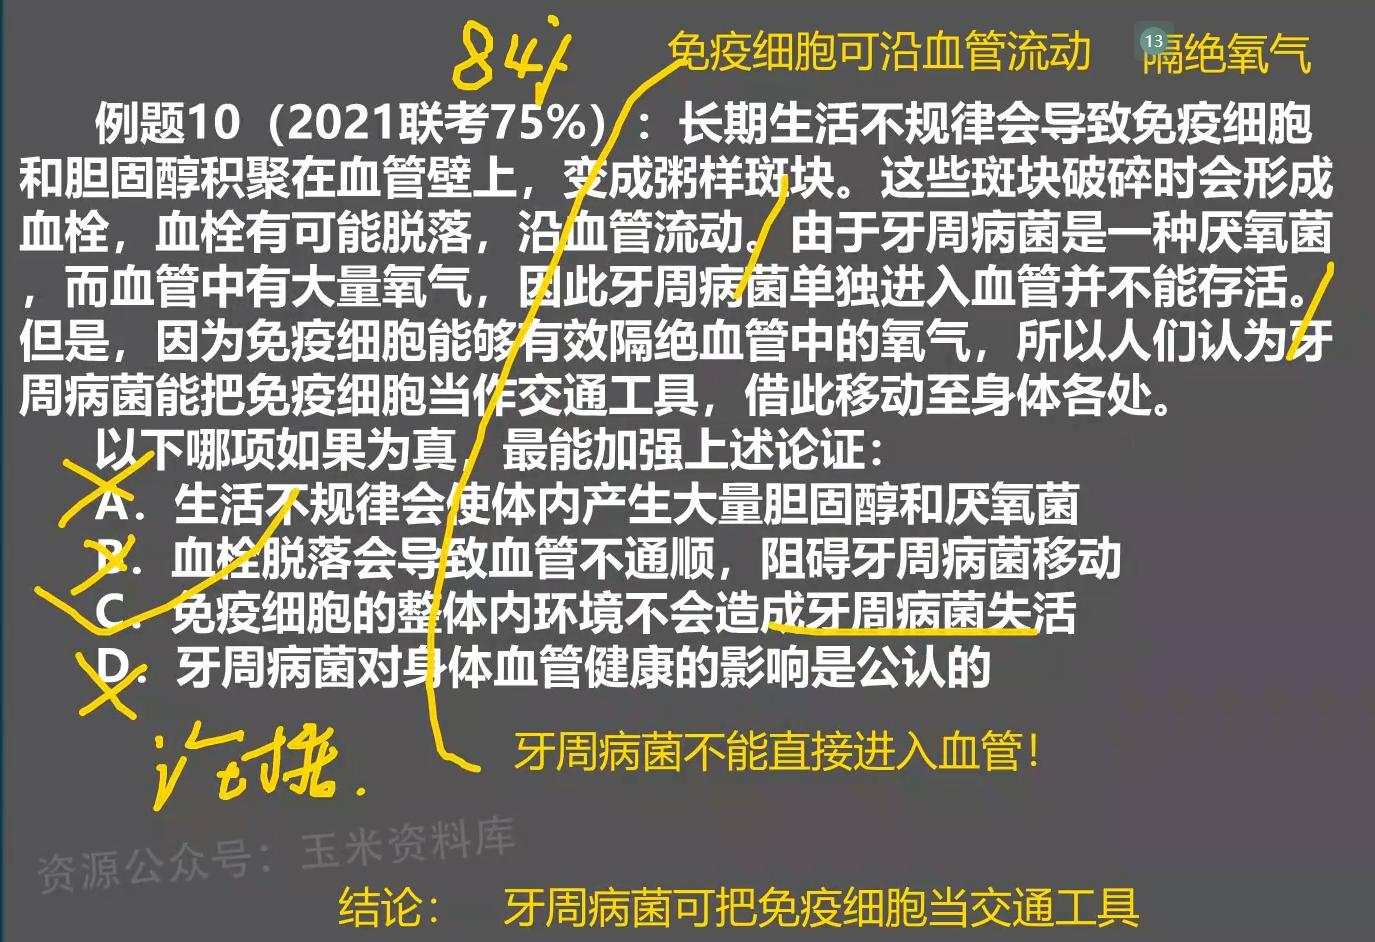 84%
免疫细胞可沿血管流动 13 隔绝氧气
例题10（2021联考75%）：长期生活不规律会导致免疫细胞
和胆固醇积聚在血管壁上，变成粥样斑块。这些斑块破碎时会形成
血栓，血栓有可能脱落，沿血管流动。由于牙周病菌是一种厌氧菌
，而血管中有大量氧气，因此牙周病菌单独进入血管并不能存活。
但是，因为免疫细胞能够有效隔绝血管中的氧气，所以人们认为牙
周病菌能把免疫细胞当作交通工具，借此移动至身体各处。
以下哪项如果为真，最能加强上述论证：
A．生活不规律会使体内产生大量胆固醇和厌氧菌
B．血栓脱落会导致血管不通顺，阻碍牙周病菌移动
C．免疫细胞的整体内环境不会造成牙周病菌失活
D．牙周病菌对身体血管健康的影响是公认的
论据.
牙周病菌不能直接进入血管！
资源公众号：玉米资料库
结论： 牙周病菌可把免疫细胞当交通工具